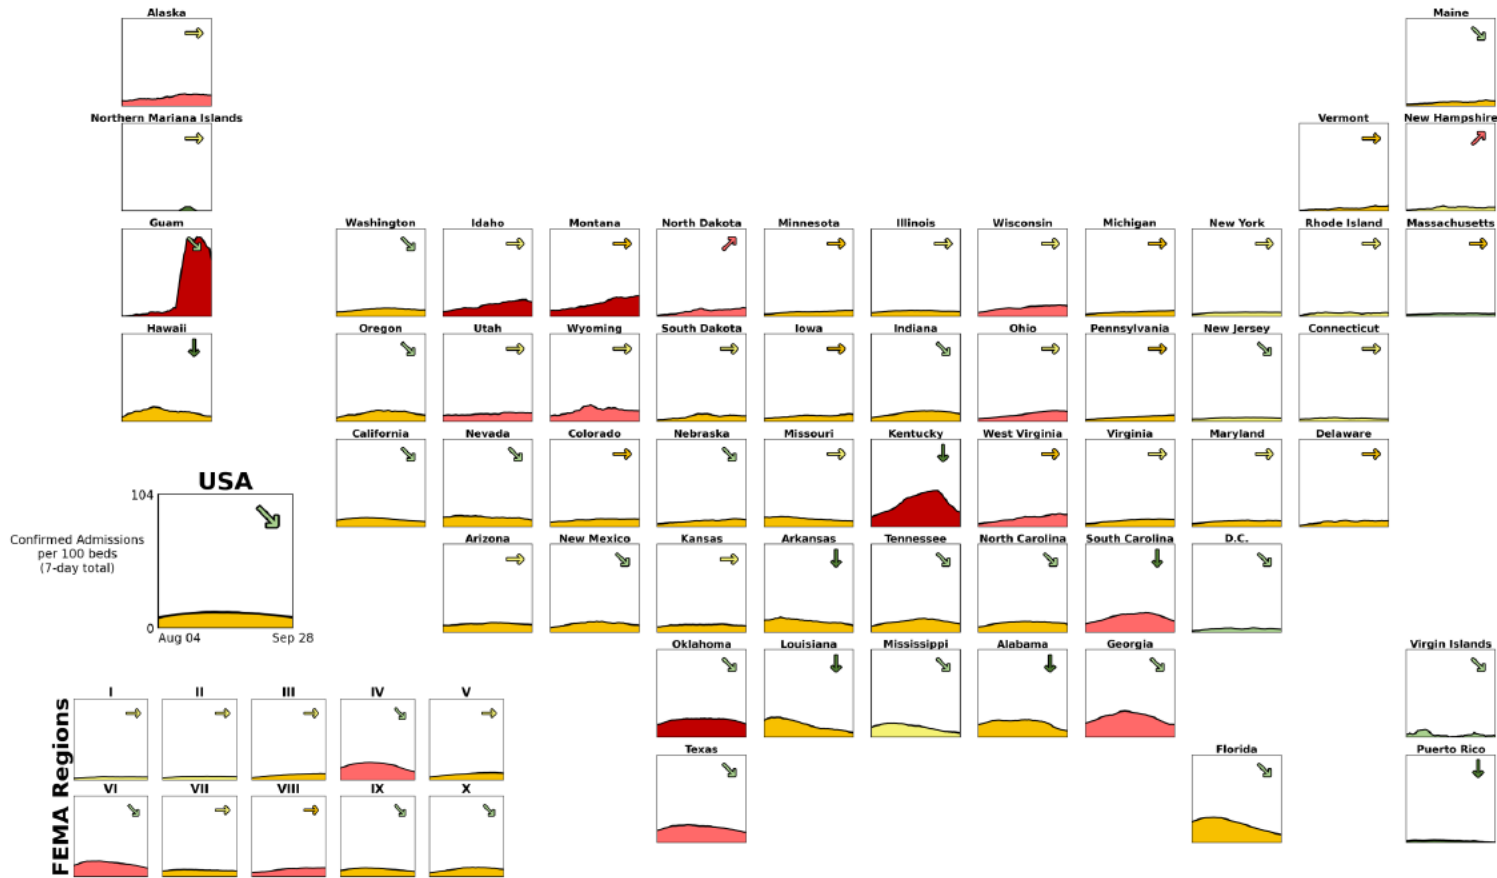 Alaska
Maine
Northern Mariana Islands
Vermont
New Hampshire
Guam
Washington
Idaho
Montana
North Dakota
Minnesota
Illinois
Wisconsin
Michigan
New York
Rhode Island
Massachusetts
Hawaii
Oregon
Utah
Wyoming
South Dakota
Iowa
Indiana
Ohio
Pennsylvania
New Jersey
Connecticut
California
Nevada
Colorado
Nebraska
Missouri
Kentucky
West Virginia
Virginia
Maryland
Delaware
USA
104
Confirmed Admissions
per 100 beds
(7-day total)
0
Aug 04
Sep 28
Arizona
New Mexico
Kansas
Arkansas
Tennessee
North Carolina
South Carolina
D.C.
Oklahoma
Louisiana
Mississippi
Alabama
Georgia
Virgin Islands
Texas
Florida
Puerto Rico
FEMA Regions
I
II
III
IV
V
VI
VII
VIII
IX
X